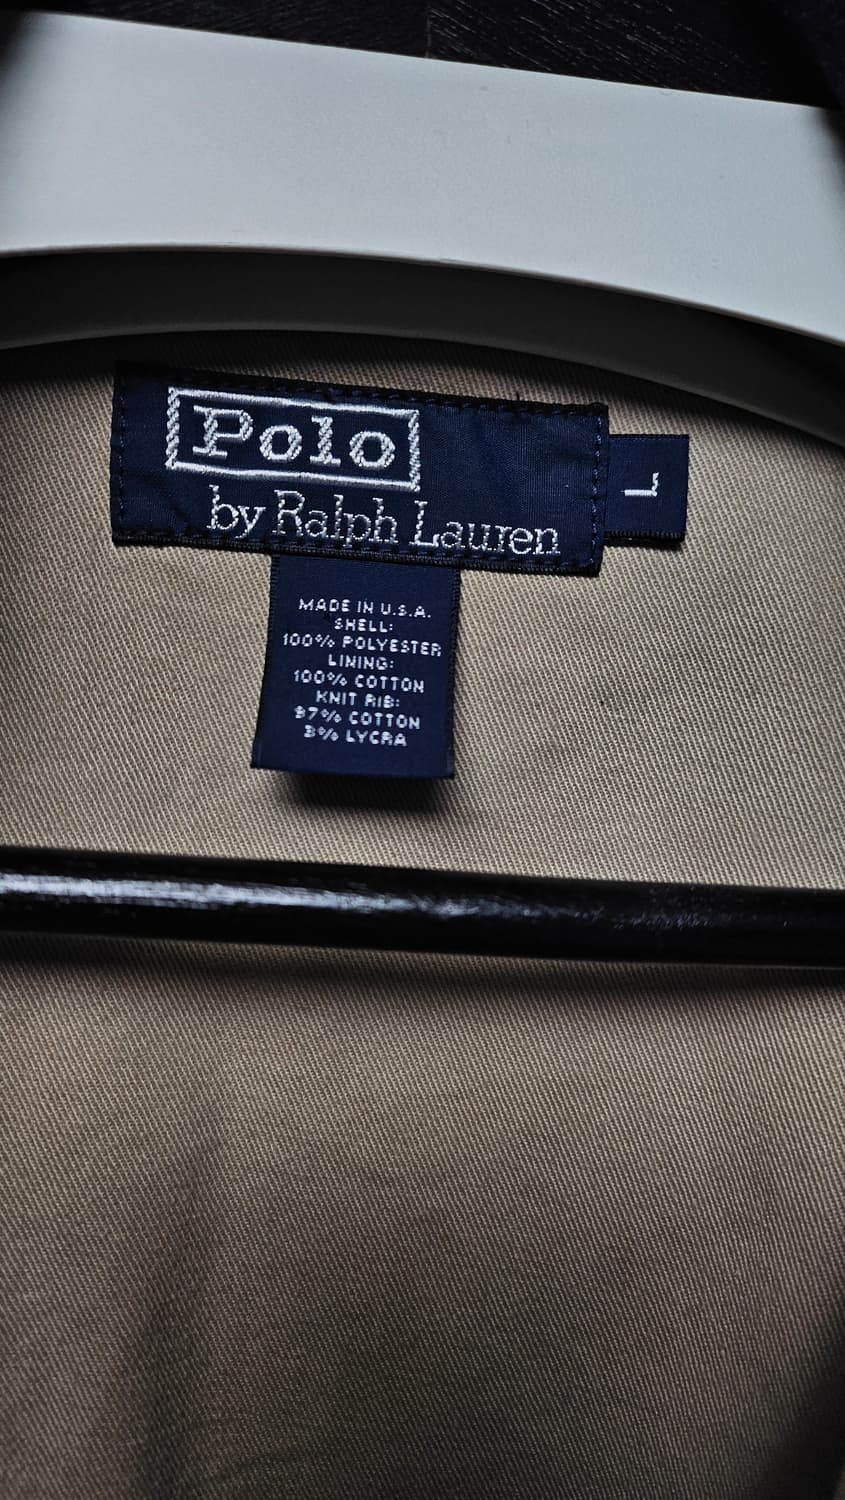 Polo
by Ralph Lauren
L
MADE IN U.S.A.
SHELL:
100% POLYESTER
LINING:
100% COTTON
KNIT RIB:
97% COTTON
3% LYCRA